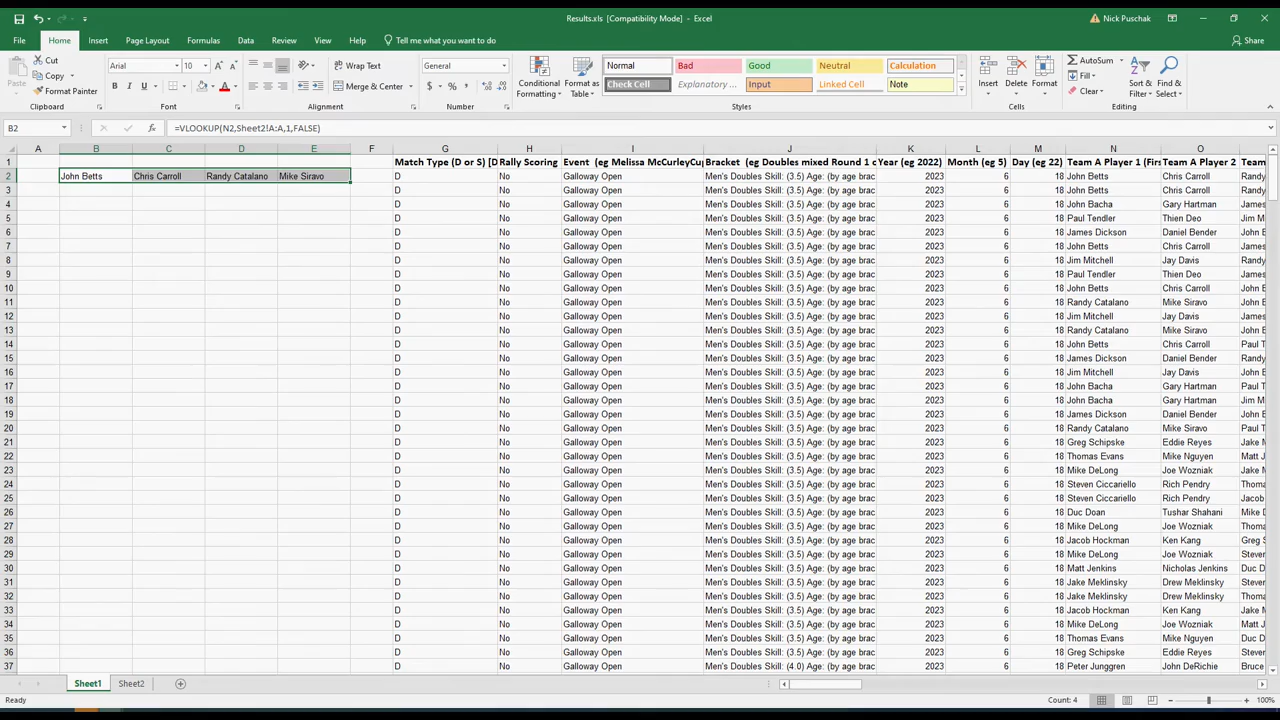 Results.xls [Compatibility Mode] - Excel
Nick Puschak
File Home Insert Page Layout Formulas Data Review View Help Tell me what you want to do Share
Paste Cut Copy Format Painter Clipboard
Arial 10 B I U Font
Wrap Text Merge & Center Alignment
General $ % Number
Conditional Formatting Format as Table
Normal Bad Good Neutral Calculation
Check Cell Explanatory ... Input Linked Cell Note
Styles
Insert Delete Format Cells
AutoSum Fill Clear Sort & Filter Find & Select Editing
B2 =VLOOKUP(N2,Sheet2!A:A,1,FALSE)
A B C D E F G H I J K L M N O
1 Match Type (D or S) [D Rally Scoring Event (eg Melissa McCurleyCup Bracket (eg Doubles mixed Round 1 c Year (eg 2022) Month (eg 5) Day (eg 22) Team A Player 1 (Firs Team A Player 2 Team
2 John Betts Chris Carroll Randy Catalano Mike Siravo D No Galloway Open Men's Doubles Skill: (3.5) Age: (by age brac 2023 6 18 John Betts Chris Carroll Randy
3 D No Galloway Open Men's Doubles Skill: (3.5) Age: (by age brac 2023 6 18 John Betts Chris Carroll Randy
4 D No Galloway Open Men's Doubles Skill: (3.5) Age: (by age brac 2023 6 18 John Bacha Gary Hartman James
5 D No Galloway Open Men's Doubles Skill: (3.5) Age: (by age brac 2023 6 18 Paul Tendler Thien Deo Jim M
6 D No Galloway Open Men's Doubles Skill: (3.5) Age: (by age brac 2023 6 18 James Dickson Daniel Bender John B
7 D No Galloway Open Men's Doubles Skill: (3.5) Age: (by age brac 2023 6 18 John Betts Chris Carroll John B
8 D No Galloway Open Men's Doubles Skill: (3.5) Age: (by age brac 2023 6 18 Jim Mitchell Jay Davis Randy
9 D No Galloway Open Men's Doubles Skill: (3.5) Age: (by age brac 2023 6 18 Paul Tendler Thien Deo James
10 D No Galloway Open Men's Doubles Skill: (3.5) Age: (by age brac 2023 6 18 John Betts Chris Carroll James
11 D No Galloway Open Men's Doubles Skill: (3.5) Age: (by age brac 2023 6 18 Randy Catalano Mike Siravo John B
12 D No Galloway Open Men's Doubles Skill: (3.5) Age: (by age brac 2023 6 18 Jim Mitchell Jay Davis James
13 D No Galloway Open Men's Doubles Skill: (3.5) Age: (by age brac 2023 6 18 Randy Catalano Mike Siravo Paul T
14 D No Galloway Open Men's Doubles Skill: (3.5) Age: (by age brac 2023 6 18 John Betts Chris Carroll Paul T
15 D No Galloway Open Men's Doubles Skill: (3.5) Age: (by age brac 2023 6 18 James Dickson Daniel Bender Randy
16 D No Galloway Open Men's Doubles Skill: (3.5) Age: (by age brac 2023 6 18 Jim Mitchell Jay Davis John B
17 D No Galloway Open Men's Doubles Skill: (3.5) Age: (by age brac 2023 6 18 John Bacha Gary Hartman Paul T
18 D No Galloway Open Men's Doubles Skill: (3.5) Age: (by age brac 2023 6 18 John Bacha Gary Hartman Randy
19 D No Galloway Open Men's Doubles Skill: (3.5) Age: (by age brac 2023 6 18 James Dickson Daniel Bender Jim M
20 D No Galloway Open Men's Doubles Skill: (3.5) Age: (by age brac 2023 6 18 Randy Catalano Mike Siravo James
21 D No Galloway Open Men's Doubles Skill: (3.5) Age: (by age brac 2023 6 18 Greg Schipske Eddie Reyes Jake M
22 D No Galloway Open Men's Doubles Skill: (3.5) Age: (by age brac 2023 6 18 Thomas Evans Mike Nguyen Matt J
23 D No Galloway Open Men's Doubles Skill: (3.5) Age: (by age brac 2023 6 18 Mike DeLong Joe Wozniak Jake M
24 D No Galloway Open Men's Doubles Skill: (3.5) Age: (by age brac 2023 6 18 Steven Ciccariello Rich Pendry Thoma
25 D No Galloway Open Men's Doubles Skill: (3.5) Age: (by age brac 2023 6 18 Steven Ciccariello Rich Pendry Jake M
26 D No Galloway Open Men's Doubles Skill: (3.5) Age: (by age brac 2023 6 18 Duc Doan Tushar Shahani Jacob
27 D No Galloway Open Men's Doubles Skill: (3.5) Age: (by age brac 2023 6 18 Mike DeLong Joe Wozniak Thoma
28 D No Galloway Open Men's Doubles Skill: (3.5) Age: (by age brac 2023 6 18 Jacob Hockman Ken Kang Greg S
29 D No Galloway Open Men's Doubles Skill: (3.5) Age: (by age brac 2023 6 18 Mike DeLong Joe Wozniak Steven
30 D No Galloway Open Men's Doubles Skill: (3.5) Age: (by age brac 2023 6 18 Matt Jenkins Nicholas Jenkins Duc D
31 D No Galloway Open Men's Doubles Skill: (3.5) Age: (by age brac 2023 6 18 Jake Meklinsky Drew Meklinsky Steven
32 D No Galloway Open Men's Doubles Skill: (3.5) Age: (by age brac 2023 6 18 Jake Meklinsky Drew Meklinsky Thoma
33 D No Galloway Open Men's Doubles Skill: (3.5) Age: (by age brac 2023 6 18 Jacob Hockman Ken Kang Steven
34 D No Galloway Open Men's Doubles Skill: (3.5) Age: (by age brac 2023 6 18 Mike DeLong Joe Wozniak Duc D
35 D No Galloway Open Men's Doubles Skill: (3.5) Age: (by age brac 2023 6 18 Thomas Evans Mike Nguyen Steven
36 D No Galloway Open Men's Doubles Skill: (3.5) Age: (by age brac 2023 6 18 Greg Schipske Eddie Reyes Duc D
37 D No Galloway Open Men's Doubles Skill: (4.0) Age: (by age brac 2023 6 18 Peter Junggren John DeRichie Bruce
Sheet1 Sheet2
Ready Count: 4 100%